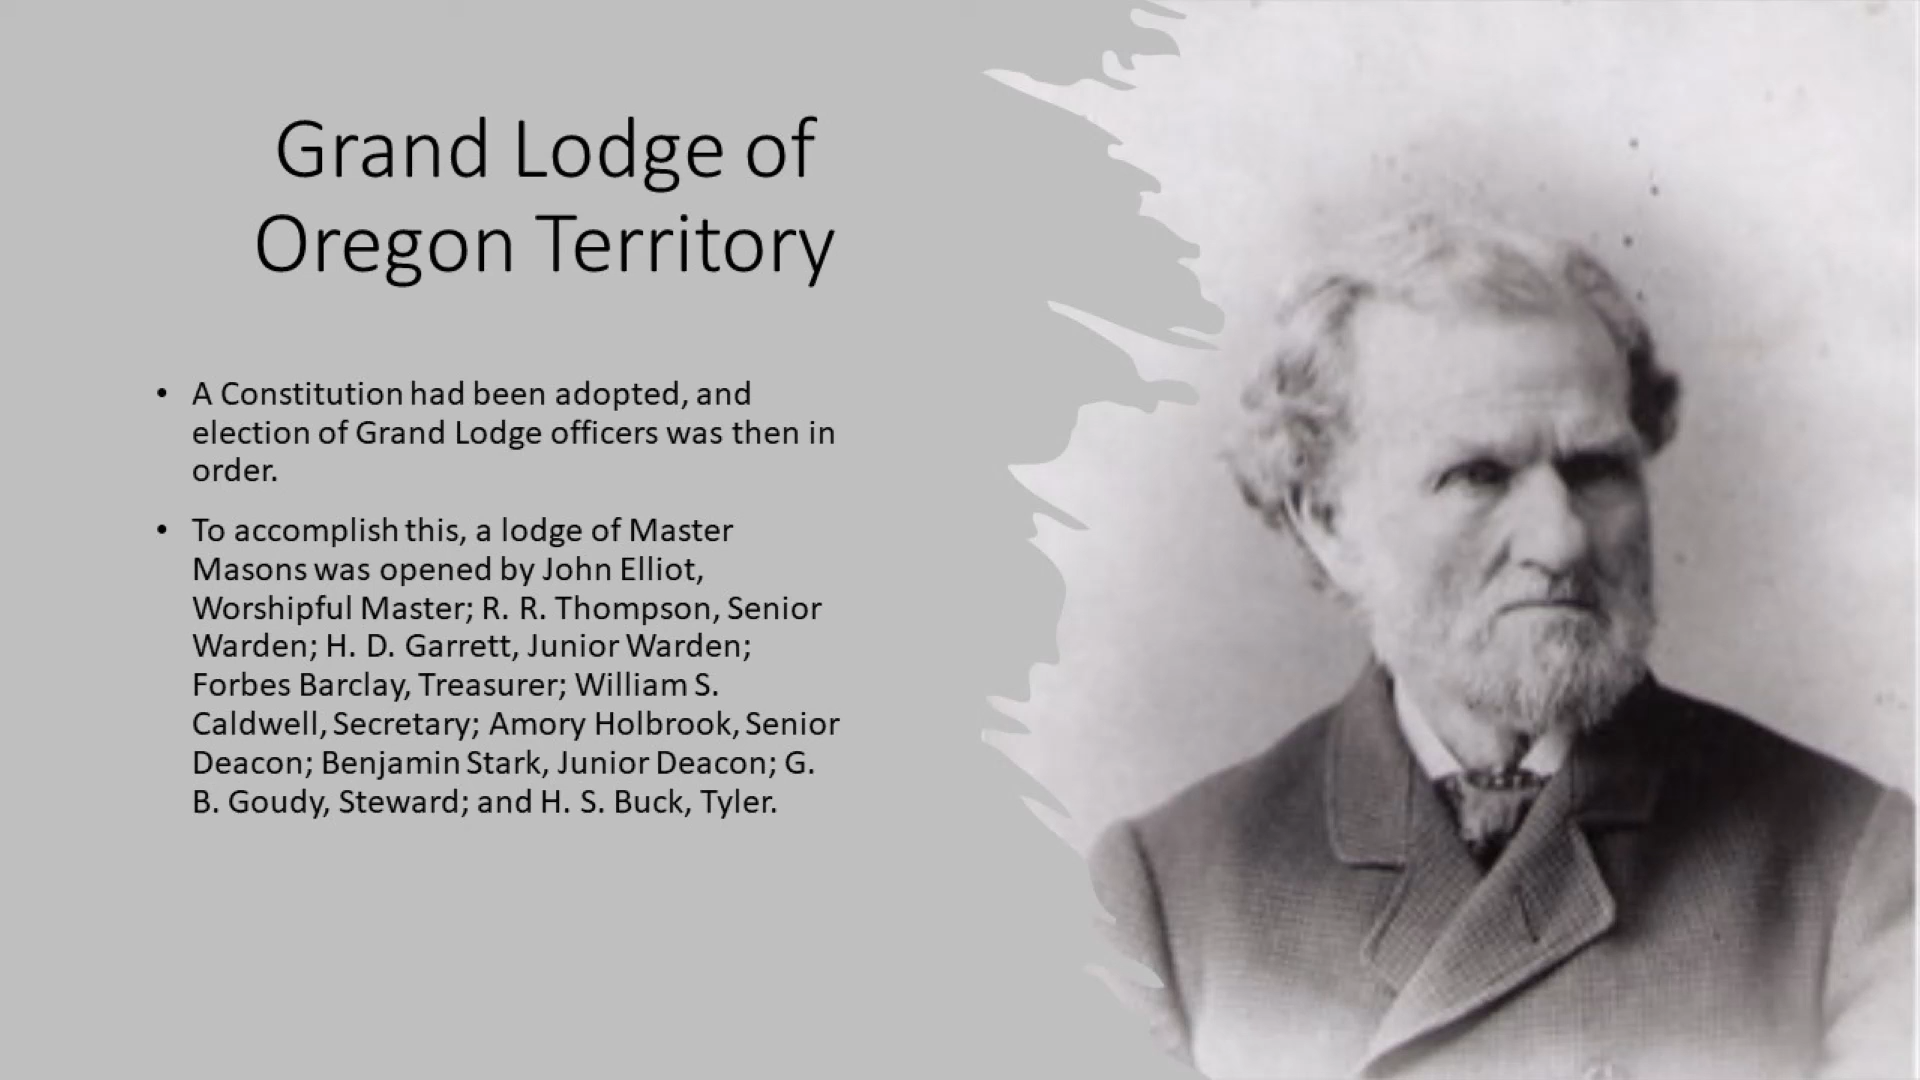 Grand Lodge of
Oregon Territory
• A Constitution had been adopted, and
election of Grand Lodge officers was then in
order.
• To accomplish this, a lodge of Master
Masons was opened by John Elliot,
Worshipful Master; R. R. Thompson, Senior
Warden; H. D. Garrett, Junior Warden;
Forbes Barclay, Treasurer; William S.
Caldwell, Secretary; Amory Holbrook, Senior
Deacon; Benjamin Stark, Junior Deacon; G.
B. Goudy, Steward; and H. S. Buck, Tyler.